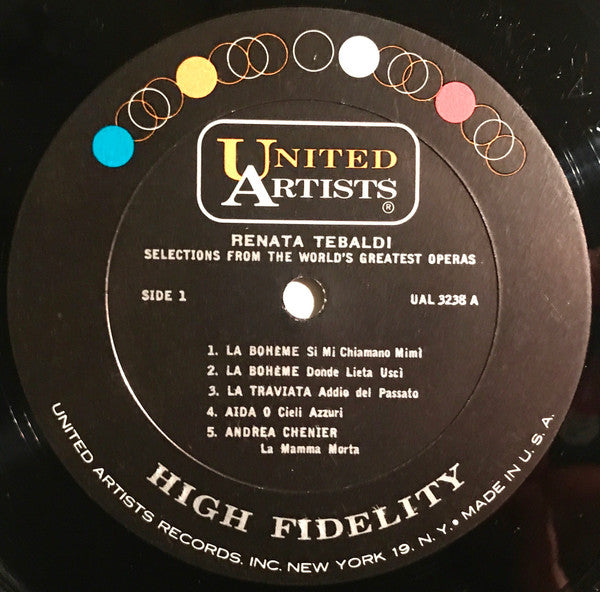 UNITED
ARTISTS
®
RENATA TEBALDI
SELECTIONS FROM THE WORLD'S GREATEST OPERAS
SIDE 1
UAL 3238 A
1. LA BOHÈME Si Mi Chiamano Mimì
2. LA BOHÈME Donde Lieta Uscì
3. LA TRAVIATA Addio del Passato
4. AIDA O Cieli Azzuri
5. ANDREA CHENIER
La Mamma Morta
HIGH FIDELITY
UNITED ARTISTS RECORDS, INC. NEW YORK 19, N. Y. • MADE IN U. S. A.